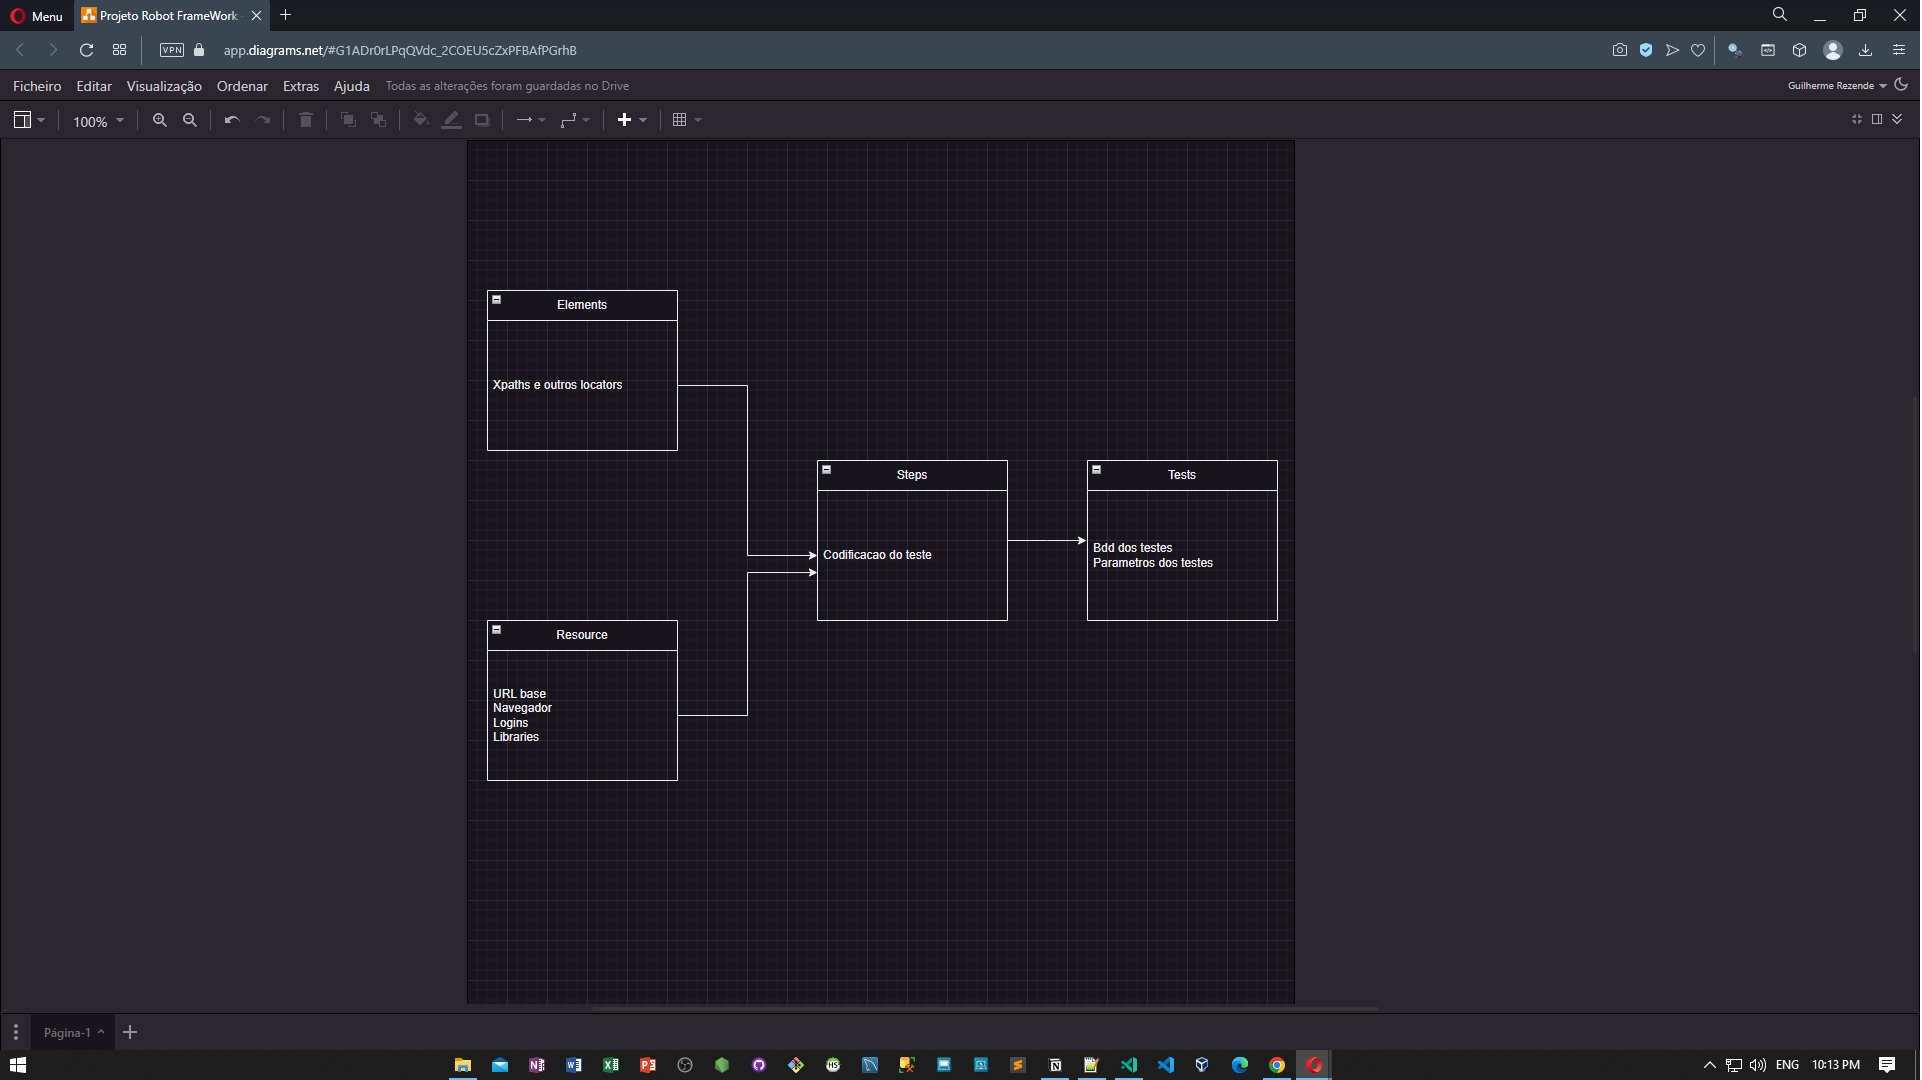 Menu
Projeto Robot FrameWork
VPN
app.diagrams.net/#G1ADr0rLPqQVdc_2COEU5cZxPFBAfPGrhB
Ficheiro Editar Visualização Ordenar Extras Ajuda Todas as alterações foram guardadas no Drive
Guilherme Rezende
100%
Elements
Xpaths e outros locators
Steps
Codificacao do teste
Tests
Bdd dos testes
Parametros dos testes
Resource
URL base
Navegador
Logins
Libraries
Página-1
ENG 10:13 PM